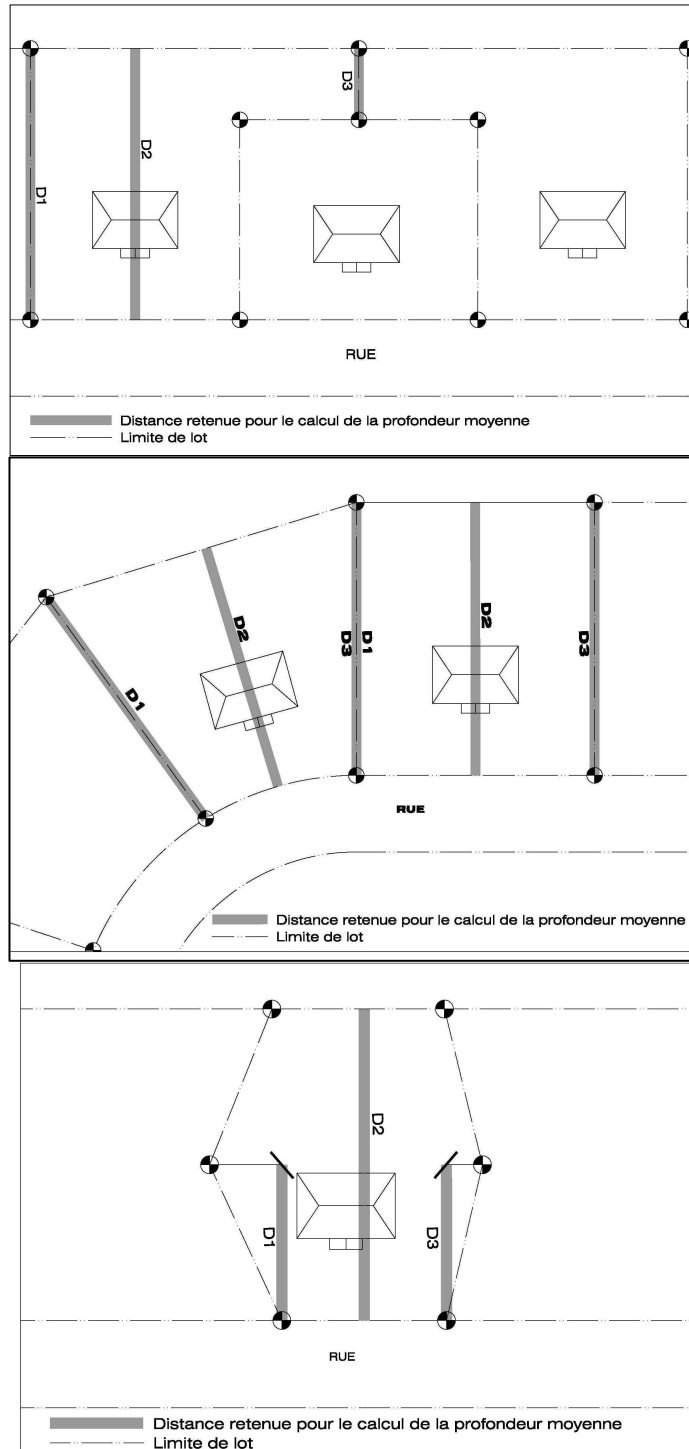 D1
D2
D3
RUE
Distance retenue pour le calcul de la profondeur moyenne
Limite de lot
D1
D2
D3
D1
D2
D3
RUE
Distance retenue pour le calcul de la profondeur moyenne
Limite de lot
D1
D2
D3
RUE
Distance retenue pour le calcul de la profondeur moyenne
Limite de lot